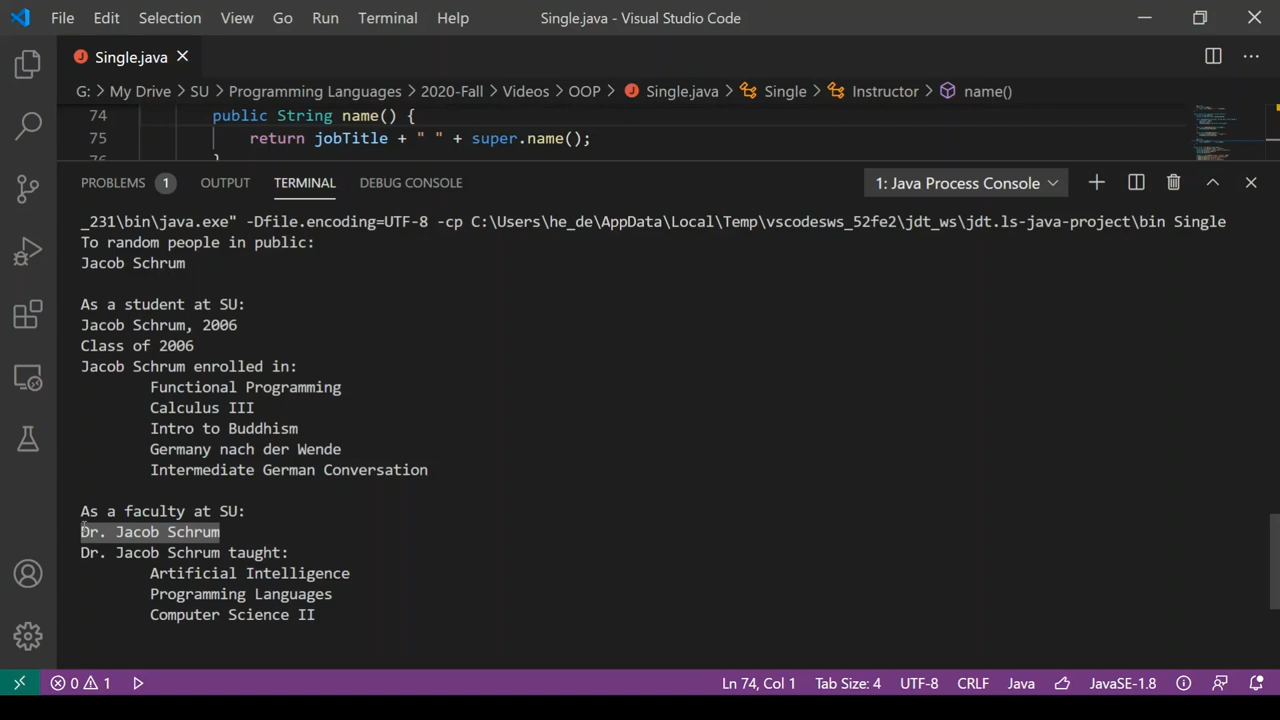 File Edit Selection View Go Run Terminal Help Single.java - Visual Studio Code
Single.java
G: My Drive SU Programming Languages 2020-Fall Videos OOP Single.java Single Instructor name()
74 public String name() {
75 return jobTitle + " " + super.name();
76 }
PROBLEMS 1 OUTPUT TERMINAL DEBUG CONSOLE 1: Java Process Console
_231\bin\java.exe" -Dfile.encoding=UTF-8 -cp C:\Users\he_de\AppData\Local\Temp\vscodesws_52fe2\jdt_ws\jdt.ls-java-project\bin Single
To random people in public:
Jacob Schrum
As a student at SU:
Jacob Schrum, 2006
Class of 2006
Jacob Schrum enrolled in:
Functional Programming
Calculus III
Intro to Buddhism
Germany nach der Wende
Intermediate German Conversation
As a faculty at SU:
Dr. Jacob Schrum
Dr. Jacob Schrum taught:
Artificial Intelligence
Programming Languages
Computer Science II
0 1 Ln 74, Col 1 Tab Size: 4 UTF-8 CRLF Java JavaSE-1.8